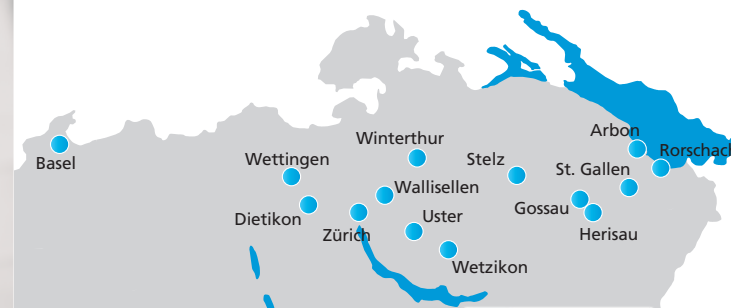 Arbon
Rorschach
Winterthur
Basel
Wettingen
Stelz
St. Gallen
Wallisellen
Dietikon
Uster
Gossau
Zürich
Herisau
Wetzikon